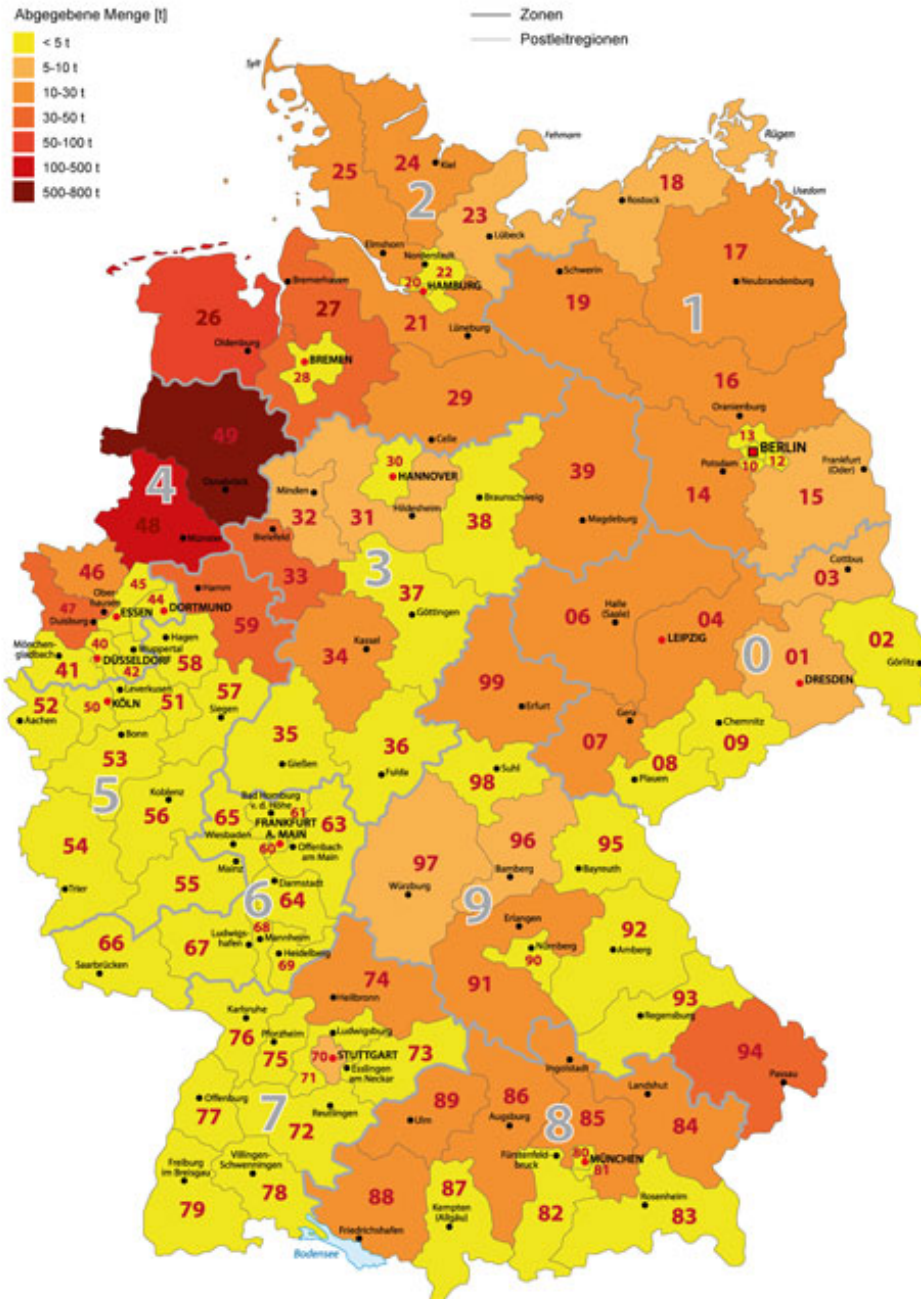 Abgegebene Menge [t]
< 5 t
5-10 t
10-30 t
30-50 t
50-100 t
100-500 t
500-800 t
Zonen
Postleitregionen
Sylt
Fehmarn
Rügen
Usedom
25
24
Kiel
2
23
Lübeck
18
Rostock
17
Neubrandenburg
Elmshorn
Norderstedt
20
22
HAMBURG
Schwerin
19
1
26
Oldenburg
Bremerhaven
27
BREMEN
28
21
Lüneburg
29
Celle
16
Oranienburg
13
BERLIN
10
12
Potsdam
14
Frankfurt
(Oder)
15
49
Osnabrück
4
48
Münster
30
HANNOVER
Minden
32
31
Hildesheim
Bielefeld
Braunschweig
38
39
Magdeburg
Cottbus
03
46
45
Ober
hausen
47
Duisburg
ESSEN
44
DORTMUND
Hamm
33
59
3
37
Göttingen
06
Halle
(Saale)
04
LEIPZIG
0
01
DRESDEN
02
Görlitz
Mönchen-
gladbach
41
40
DÜSSELDORF
42
Wuppertal
Hagen
58
34
Kassel
99
Erfurt
Gera
07
Chemnitz
09
08
Plauen
52
Aachen
Leverkusen
50
KÖLN
51
57
Siegen
Bonn
53
5
35
Gießen
36
Fulda
Suhl
98
Koblenz
56
54
Trier
55
65
Bad Homburg
v. d. Höhe
61
FRANKFURT
A. MAIN
60
63
Wiesbaden
Offenbach
am Main
Mainz
Darmstadt
64
6
97
Würzburg
96
Bamberg
95
Bayreuth
9
66
Saarbrücken
67
Ludwigs-
hafen
68
Mannheim
Heidelberg
69
Erlangen
Nürnberg
90
91
92
Amberg
93
Regensburg
74
Heilbronn
94
Passau
Karlsruhe
76
Pforzheim
75
Ludwigsburg
70
STUTTGART
71
Esslingen
am Neckar
73
Offenburg
77
7
Reutlingen
72
Villingen-
Schwenningen
78
Freiburg
im Breisgau
79
Ingolstadt
Landshut
84
89
Ulm
86
Augsburg
8
85
Fürstenfeld-
bruck
80
MÜNCHEN
81
88
Friedrichshafen
Bodensee
87
Kempten
(Allgäu)
82
Rosenheim
83